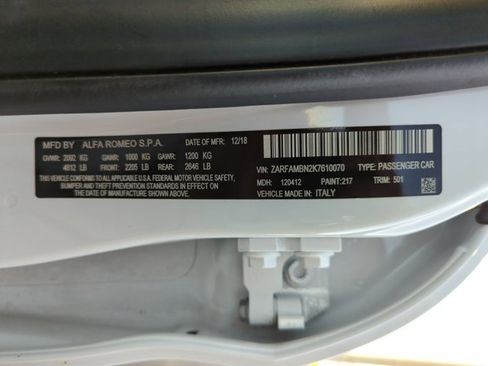 MFD BY ALFA ROMEO S.P.A. DATE OF MFR: 12/18
GVWR: 2092 KG GAWR: 1000 KG GAWR: 1200 KG
4612 LB FRONT: 2205 LB REAR: 2646 LB
THIS VEHICLE CONFORMS TO ALL U.S.A. FEDERAL MOTOR VEHICLE SAFETY,
BUMPER AND THEFT PREVENTION STANDARDS IN EFFECT ON
THE DATE OF MANUFACTURE SHOWN ABOVE.
VIN: ZARFAMBN2K7610070 TYPE: PASSENGER CAR
MDH: 120412 PAINT: 217 TRIM: 501
VEHICLE MADE IN: ITALY